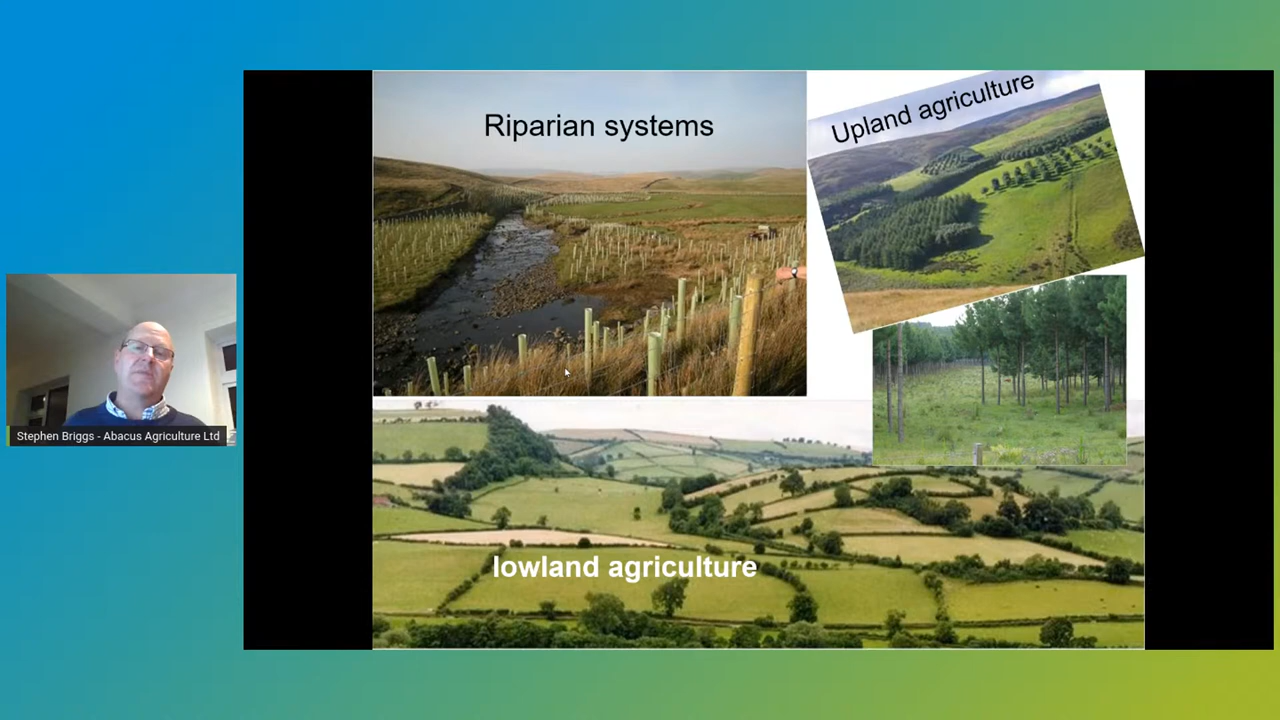 Riparian systems
Upland agriculture
Stephen Briggs - Abacus Agriculture Ltd
lowland agriculture